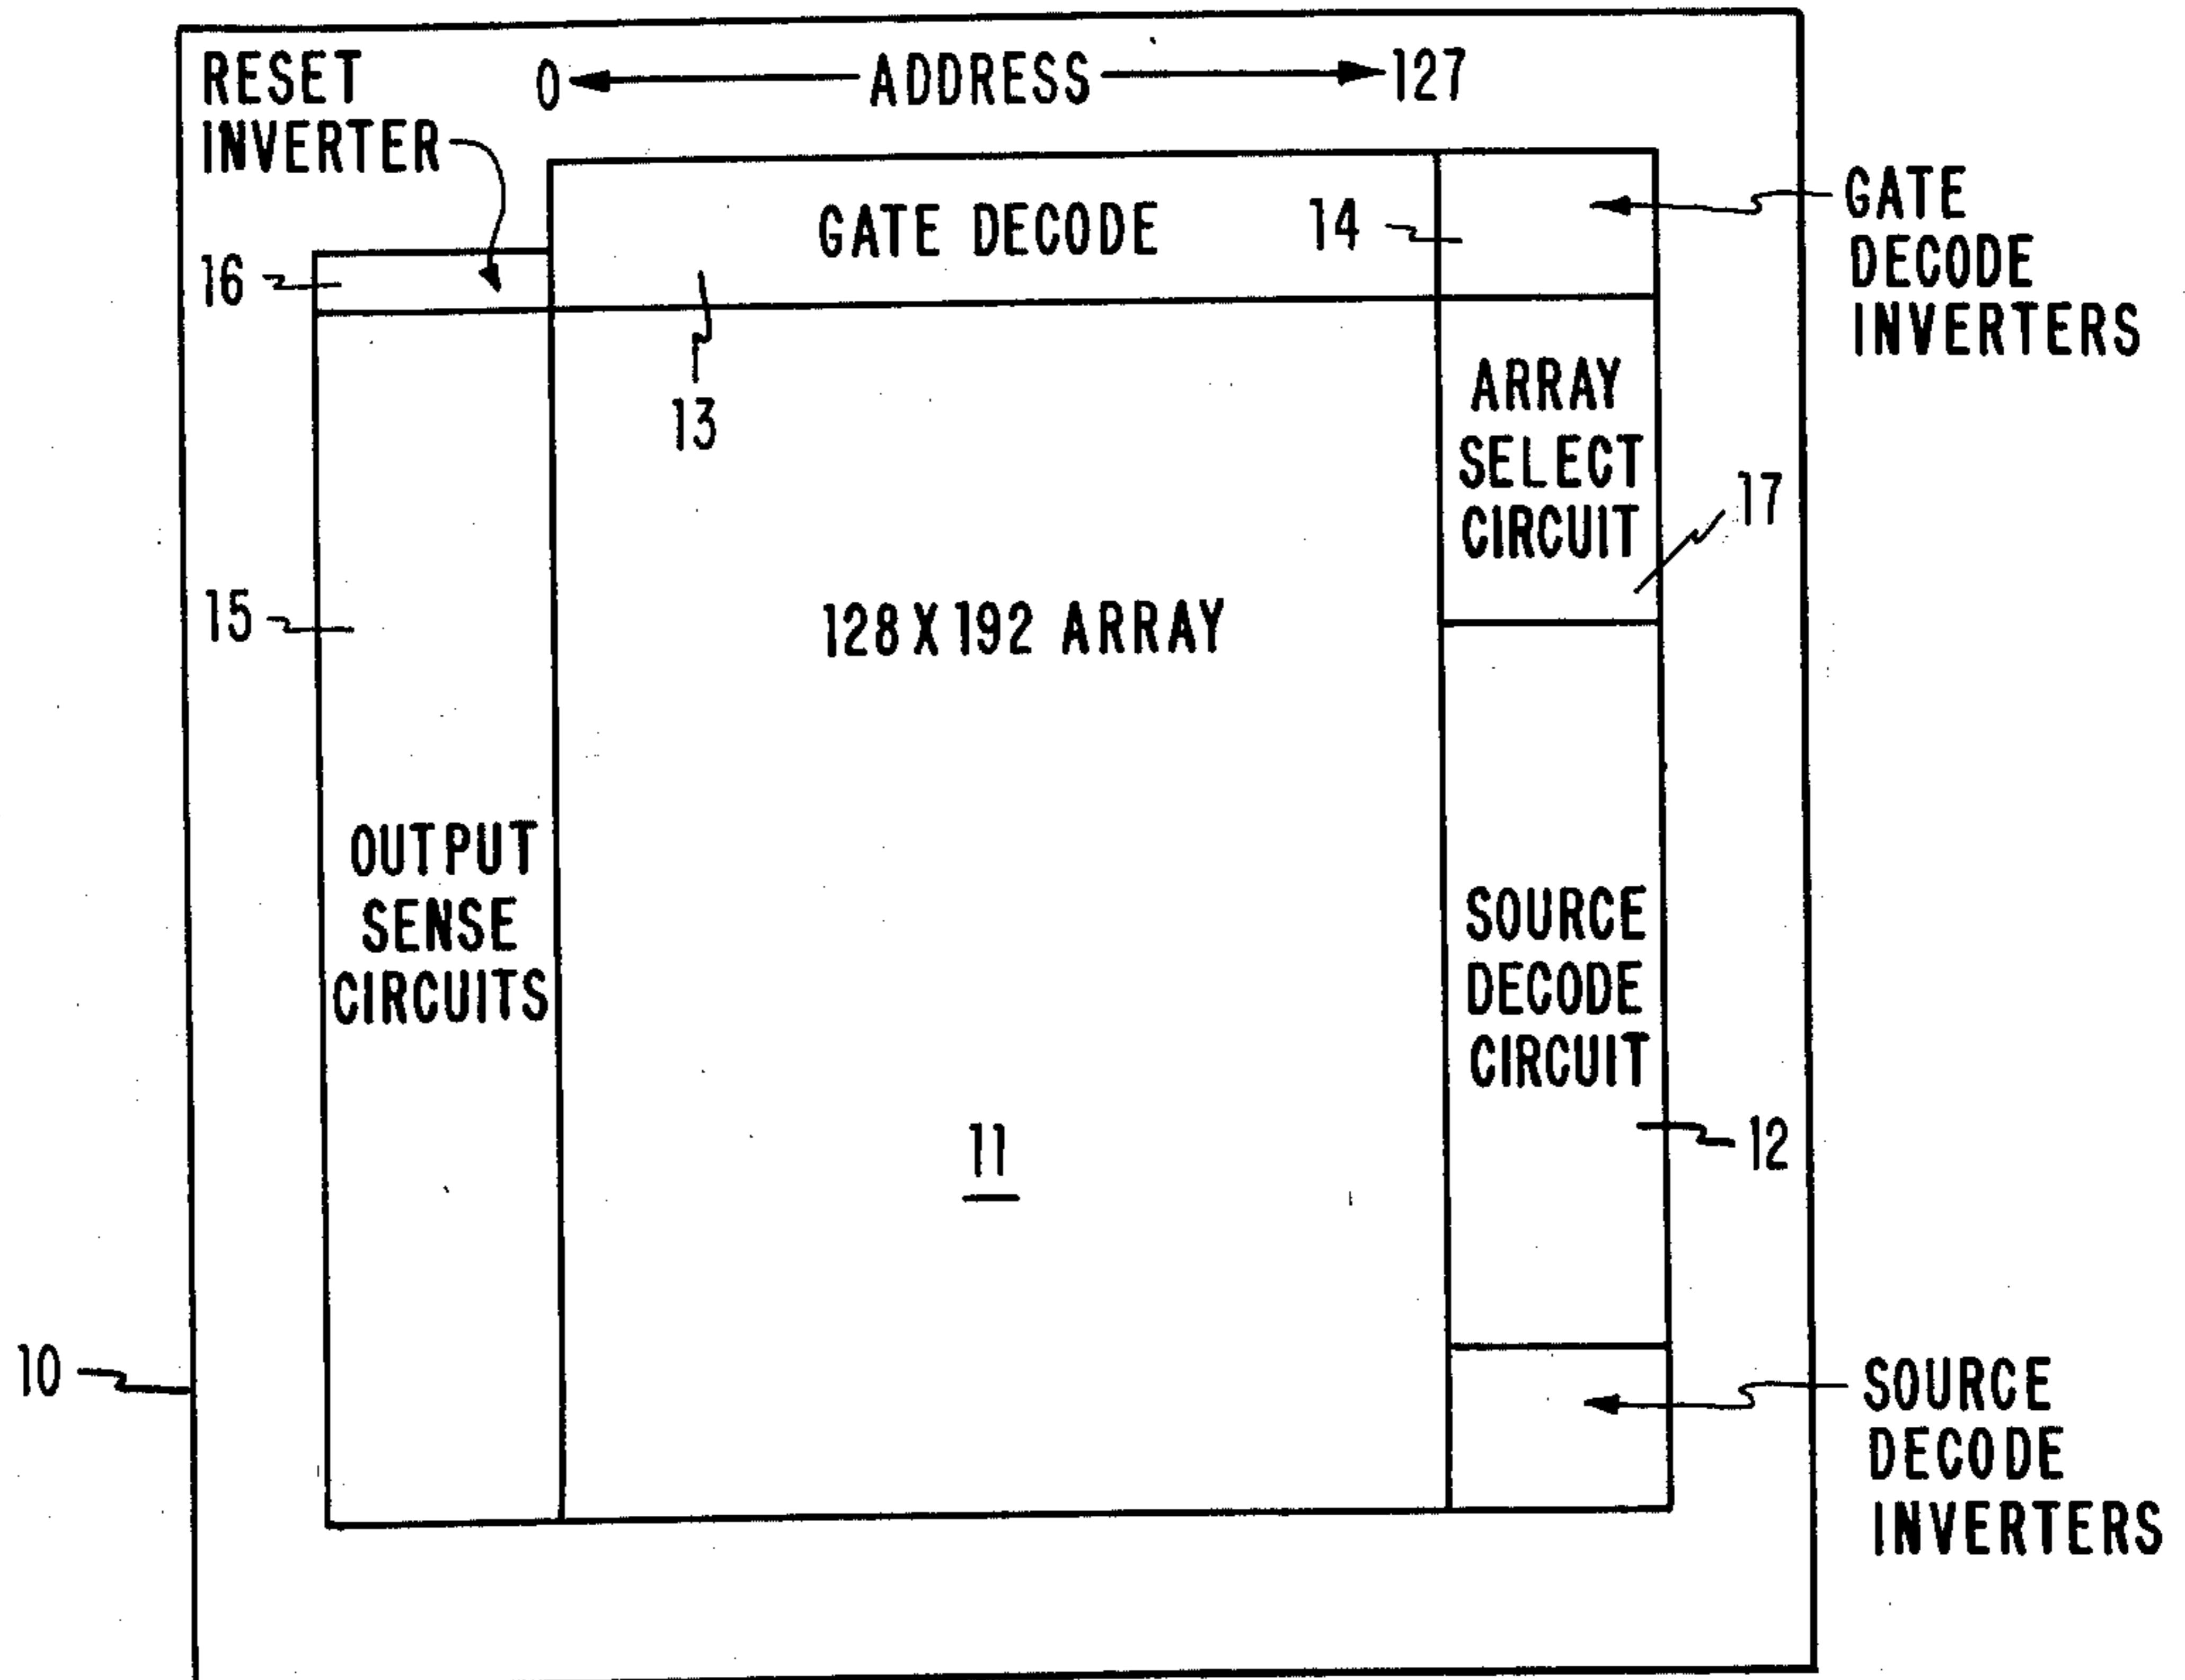 RESET
INVERTER
0 ADDRESS 127
GATE DECODE
14
GATE
DECODE
INVERTERS
16
13
ARRAY
SELECT
CIRCUIT
17
15
128 X 192 ARRAY
OUTPUT
SENSE
CIRCUITS
SOURCE
DECODE
CIRCUIT
11
12
10
SOURCE
DECODE
INVERTERS